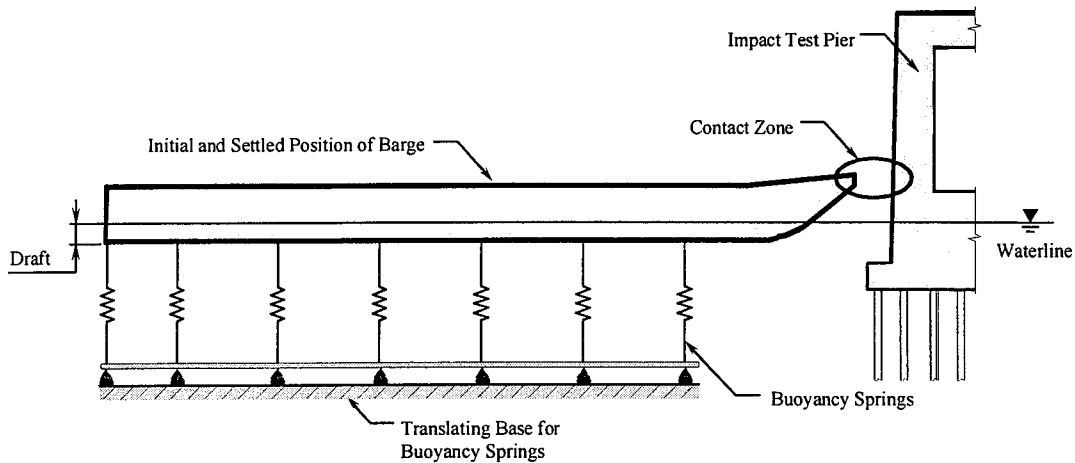 Impact Test Pier
Contact Zone
Initial and Settled Position of Barge
Draft
Waterline
Buoyancy Springs
Translating Base for
Buoyancy Springs